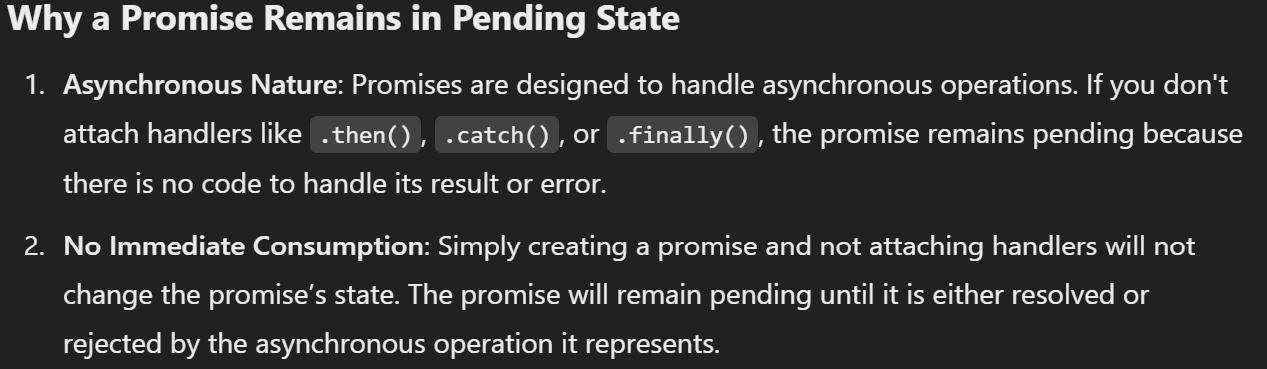 Why a Promise Remains in Pending State
1. Asynchronous Nature: Promises are designed to handle asynchronous operations. If you don't
attach handlers like .then(), .catch(), or .finally(), the promise remains pending because
there is no code to handle its result or error.
2. No Immediate Consumption: Simply creating a promise and not attaching handlers will not
change the promise’s state. The promise will remain pending until it is either resolved or
rejected by the asynchronous operation it represents.